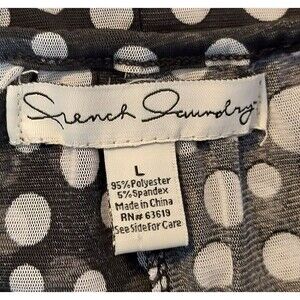 French Laundry
L
95%Polyester
5%Spandex
Made in China
RN# 63619
See Side For Care